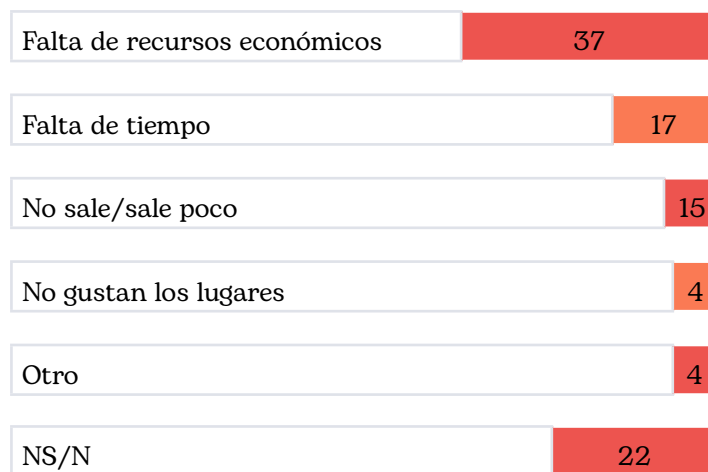 Falta de recursos económicos 37
Falta de tiempo 17
No sale/sale poco 15
No gustan los lugares 4
Otro 4
NS/N 22